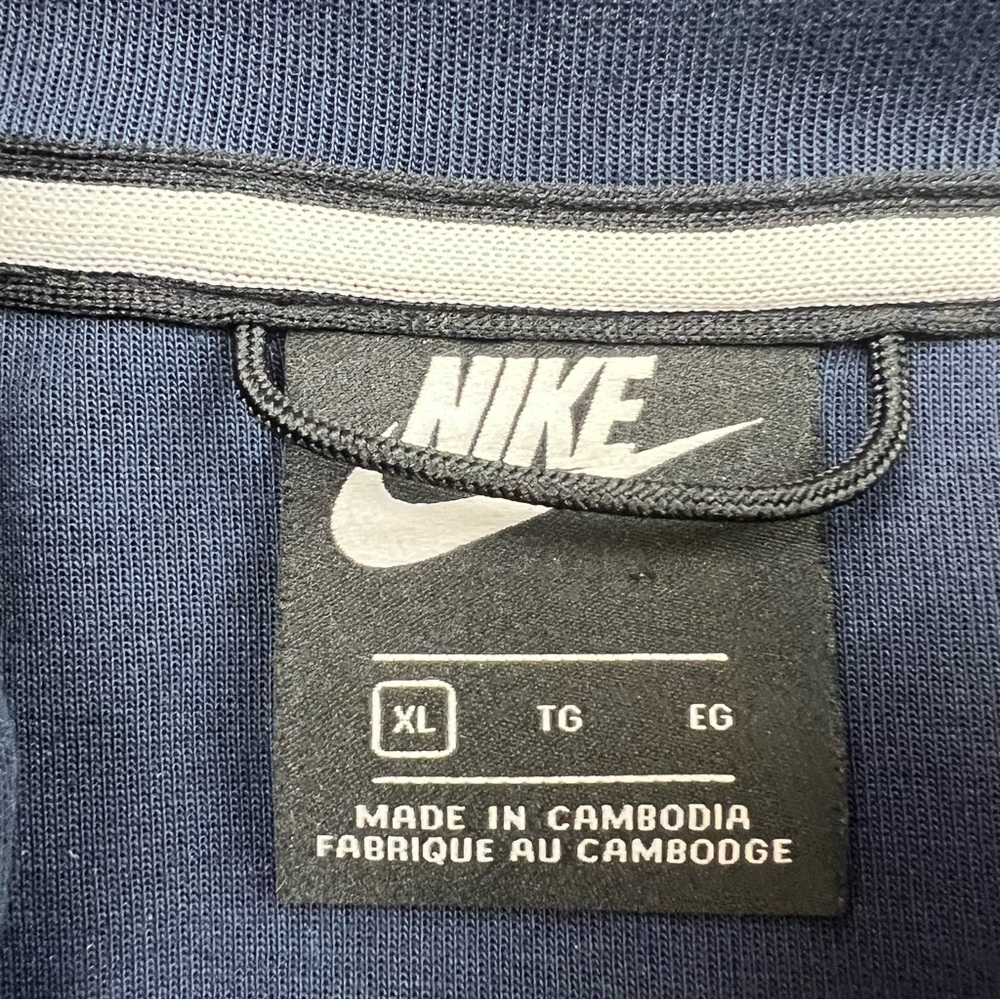 NIKE
XL TG EG
MADE IN CAMBODIA
FABRIQUE AU CAMBODGE